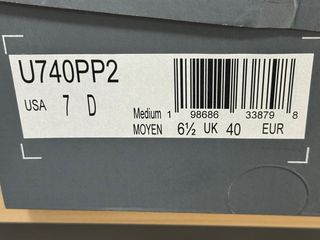 U740PP2
USA 7 D
Medium 1 98686 33879 8
MOYEN 6½ UK 40 EUR